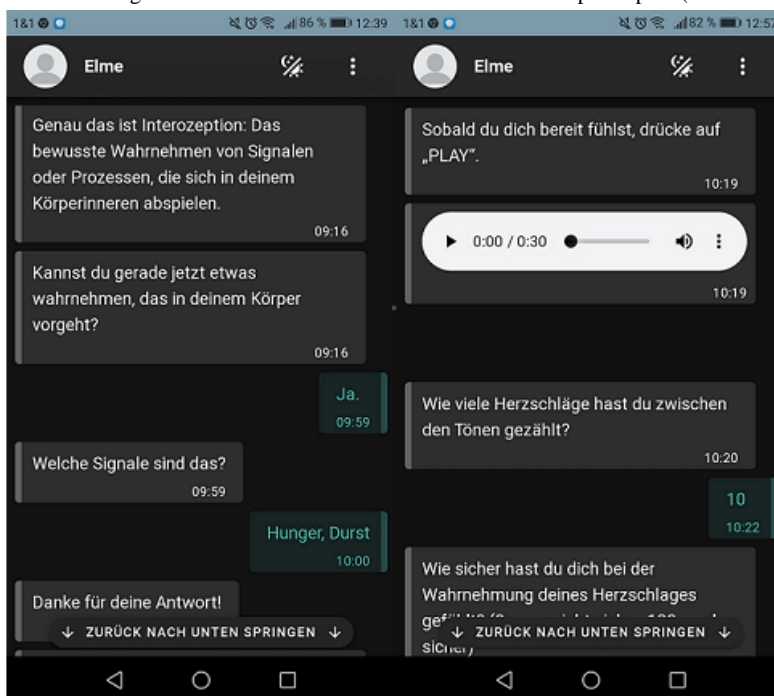 1&1 86 % 12:39
Elme
Genau das ist Interozeption: Das
bewusste Wahrnehmen von Signalen
oder Prozessen, die sich in deinem
Körperinneren abspielen.
09:16
Kannst du gerade jetzt etwas
wahrnehmen, das in deinem Körper
vorgeht?
09:16
Ja.
09:59
Welche Signale sind das?
09:59
Hunger, Durst
10:00
Danke für deine Antwort!
ZURÜCK NACH UNTEN SPRINGEN
1&1 82 % 12:57
Elme
Sobald du dich bereit fühlst, drücke auf
„PLAY“.
10:19
0:00 / 0:30
10:19
Wie viele Herzschläge hast du zwischen
den Tönen gezählt?
10:20
10
10:22
Wie sicher hast du dich bei der
Wahrnehmung deines Herzschlages
ZURÜCK NACH UNTEN SPRINGEN
sicher)